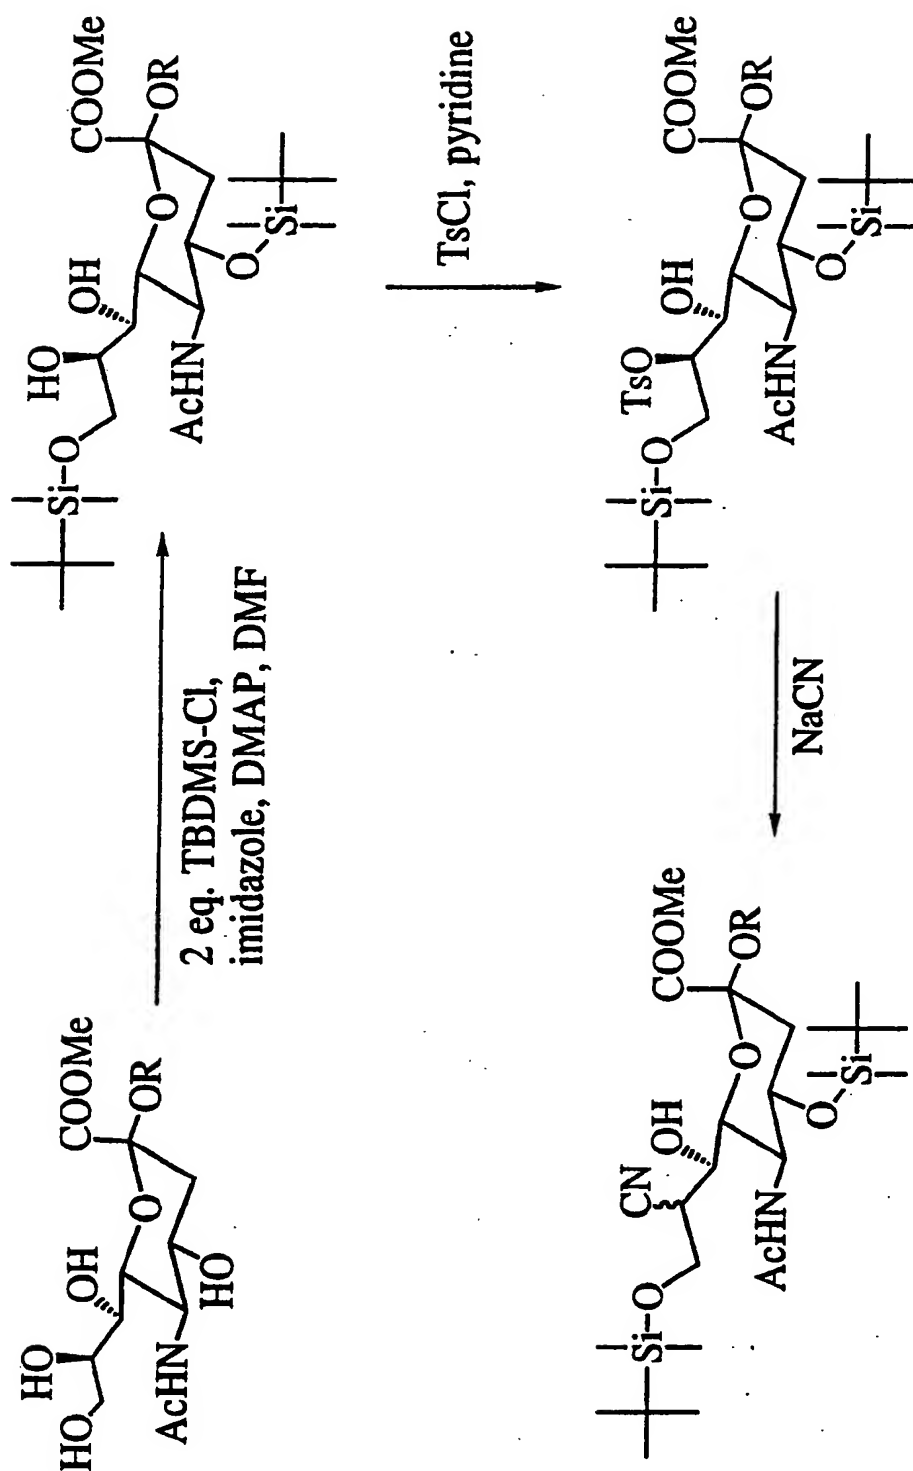 HO
HO
OH
COOMe
O
OR
AcHN
HO
2 eq. TBDMS-Cl,
imidazole, DMAP, DMF
Si-O
HO
OH
COOMe
O
OR
AcHN
O
Si
TsCl, pyridine
Si-O
TsO
OH
COOMe
O
OR
AcHN
O
Si
NaCN
Si-O
CN
OH
COOMe
O
OR
AcHN
O
Si